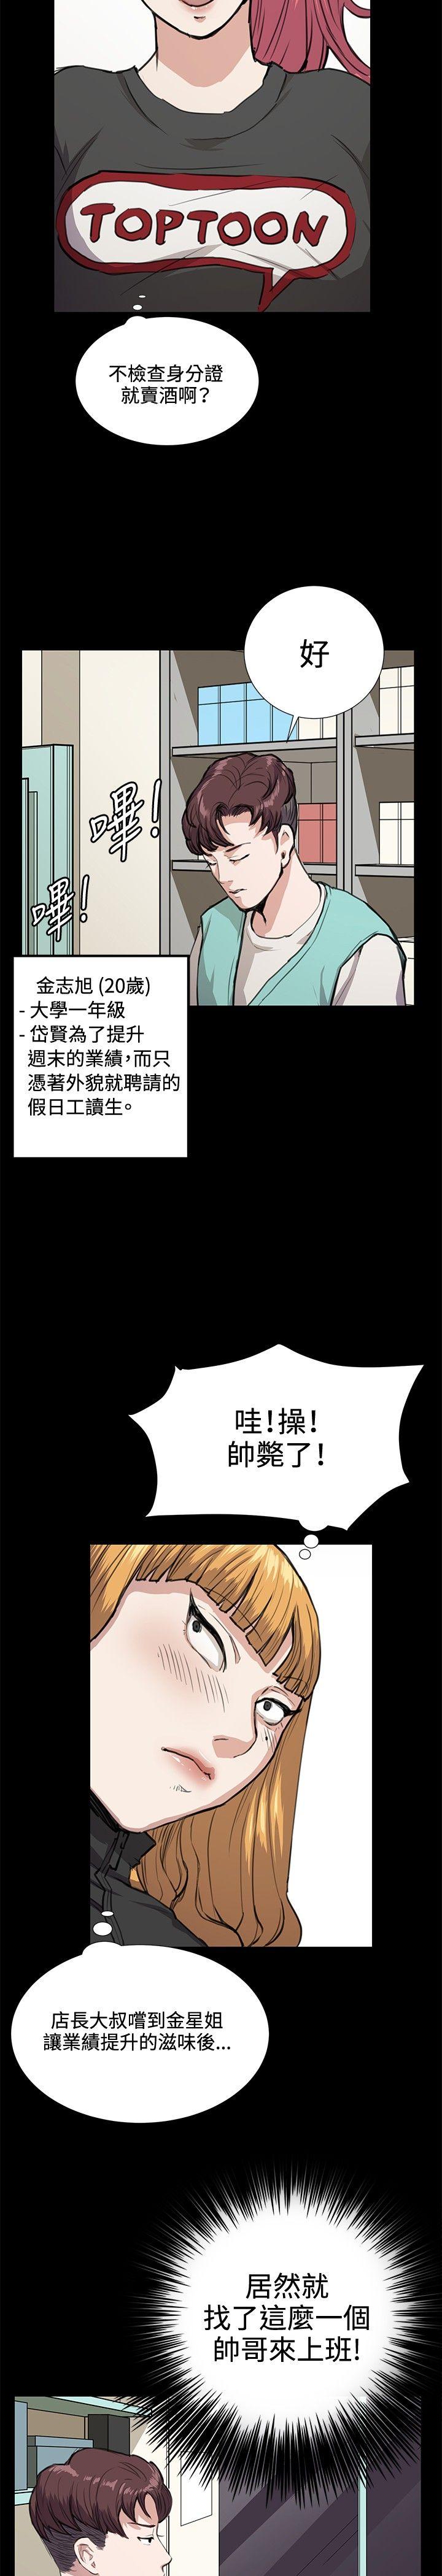 TOPTOON
不檢查身分證
就賣酒啊?
好
嗶!
嗶!
金志旭 (20歲)
- 大學一年級
- 岱賢為了提升
週末的業績,而只
憑著外貌就聘請的
假日工讀生。
哇!操!
帥斃了!
店長大叔嚐到金星姐
讓業績提升的滋味後...
居然就
找了這麼一個
帥哥來上班!